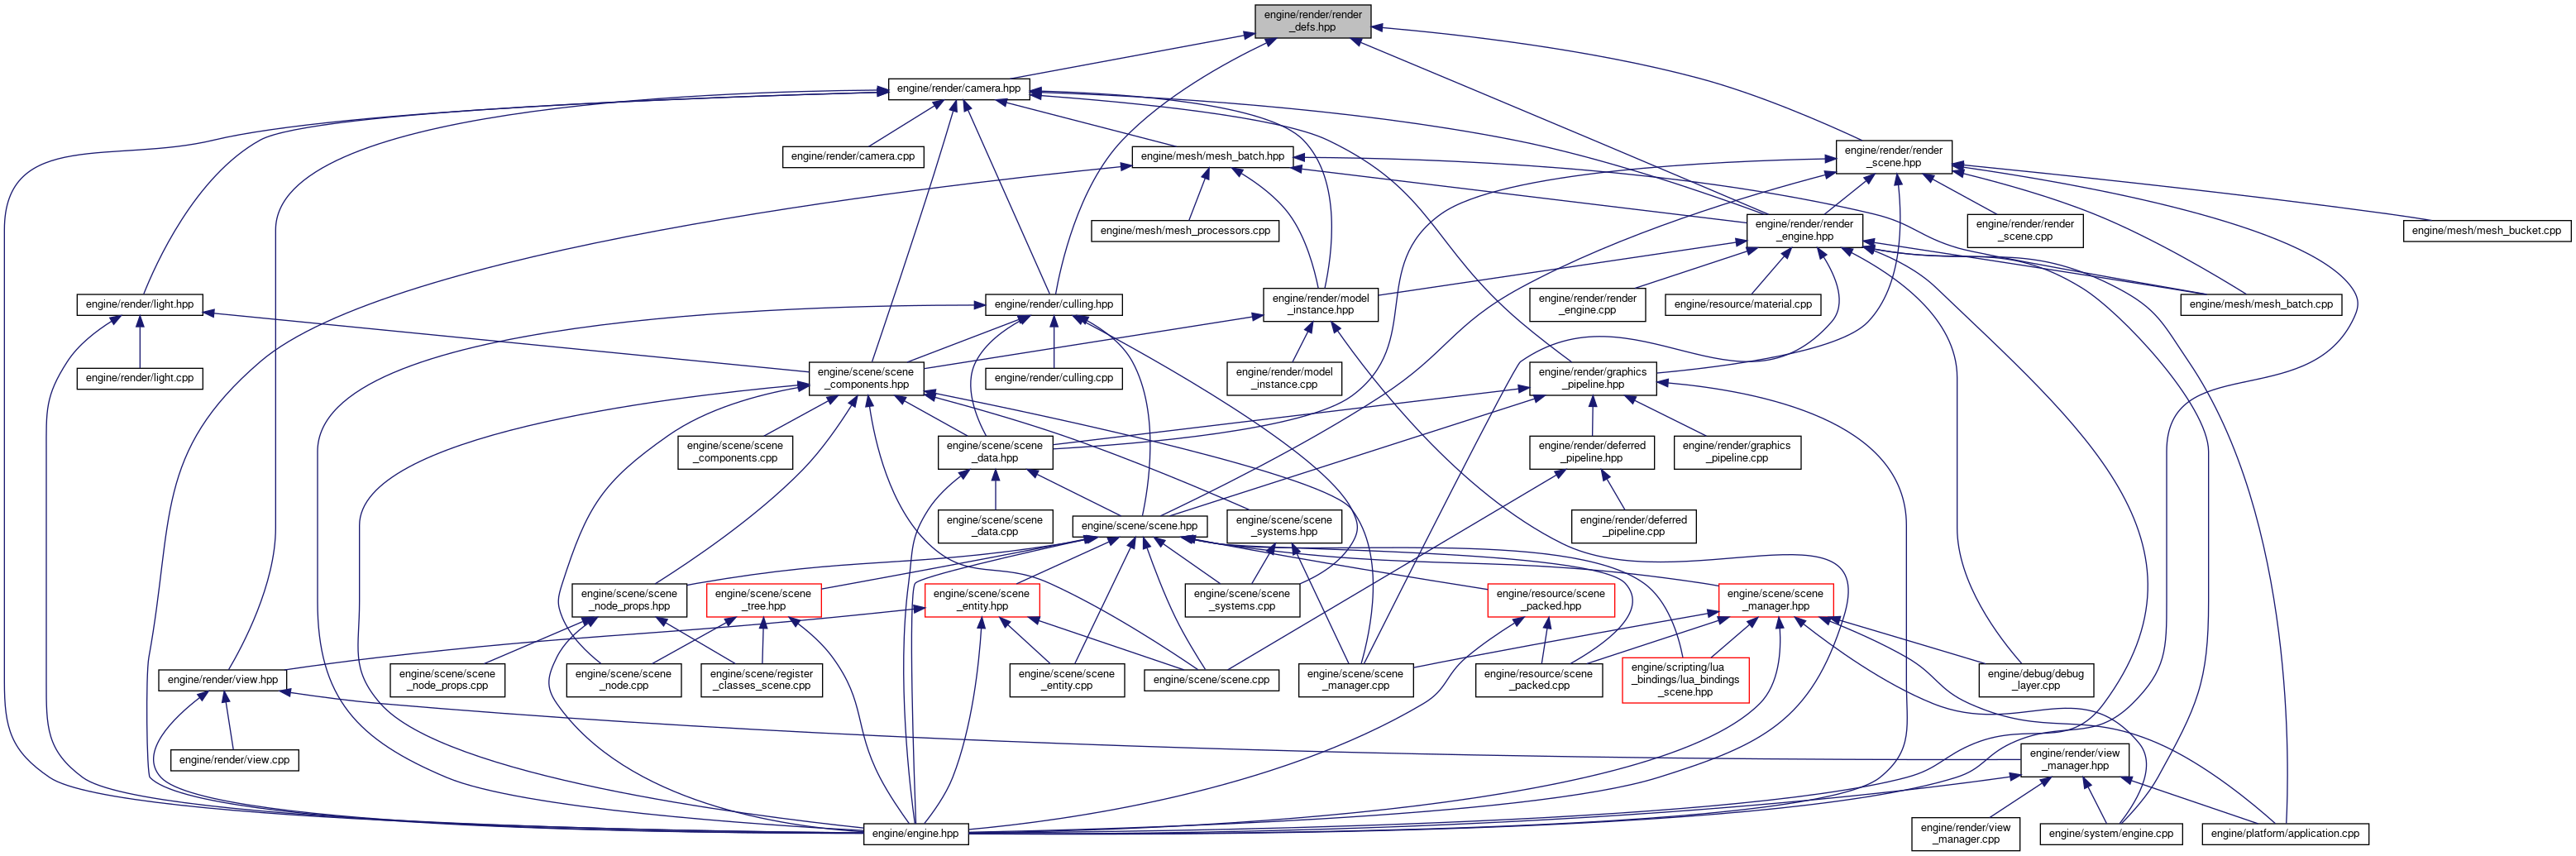 engine/render/render
_defs.hpp
engine/render/camera.hpp
engine/render/camera.cpp
engine/mesh/mesh_batch.hpp
engine/render/render
_scene.hpp
engine/mesh/mesh_processors.cpp
engine/render/render
_engine.hpp
engine/render/render
_scene.cpp
engine/mesh/mesh_bucket.cpp
engine/render/light.hpp
engine/render/culling.hpp
engine/render/model
_instance.hpp
engine/render/render
_engine.cpp
engine/resource/material.cpp
engine/mesh/mesh_batch.cpp
engine/render/light.cpp
engine/scene/scene
_components.hpp
engine/render/culling.cpp
engine/render/model
_instance.cpp
engine/render/graphics
_pipeline.hpp
engine/scene/scene
_components.cpp
engine/scene/scene
_data.hpp
engine/render/deferred
_pipeline.hpp
engine/render/graphics
_pipeline.cpp
engine/scene/scene
_data.cpp
engine/scene/scene.hpp
engine/scene/scene
_systems.hpp
engine/render/deferred
_pipeline.cpp
engine/scene/scene
_node_props.hpp
engine/scene/scene
_tree.hpp
engine/scene/scene
_entity.hpp
engine/scene/scene
_systems.cpp
engine/resource/scene
_packed.hpp
engine/scene/scene
_manager.hpp
engine/render/view.hpp
engine/scene/scene
_node_props.cpp
engine/scene/scene
_node.cpp
engine/scene/register
_classes_scene.cpp
engine/scene/scene
_entity.cpp
engine/scene/scene.cpp
engine/scene/scene
_manager.cpp
engine/resource/scene
_packed.cpp
engine/scripting/lua
_bindings/lua_bindings
_scene.hpp
engine/debug/debug
_layer.cpp
engine/render/view.cpp
engine/render/view
_manager.hpp
engine/engine.hpp
engine/render/view
_manager.cpp
engine/system/engine.cpp
engine/platform/application.cpp